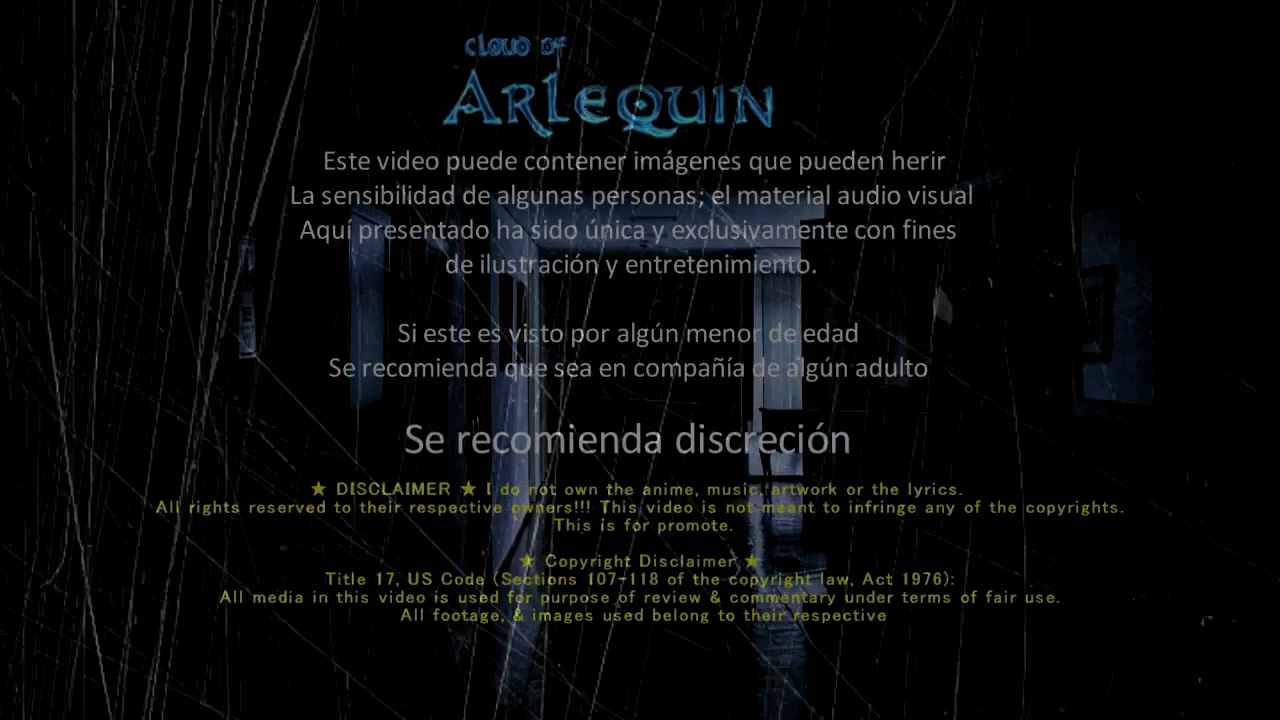 cloud of
ARLEQUIN
Este video puede contener imágenes que pueden herir
La sensibilidad de algunas personas; el material audio visual
Aquí presentado ha sido única y exclusivamente con fines
de ilustración y entretenimiento.
Si este es visto por algún menor de edad
Se recomienda que sea en compañía de algún adulto
Se recomienda discreción
★ DISCLAIMER ★ I do not own the anime, music, artwork or the lyrics.
All rights reserved to their respective owners!!! This video is not meant to infringe any of the copyrights.
This is for promote.
★ Copyright Disclaimer ★
Title 17, US Code (Sections 107-118 of the copyright law, Act 1976):
All media in this video is used for purpose of review & commentary under terms of fair use.
All footage, & images used belong to their respective